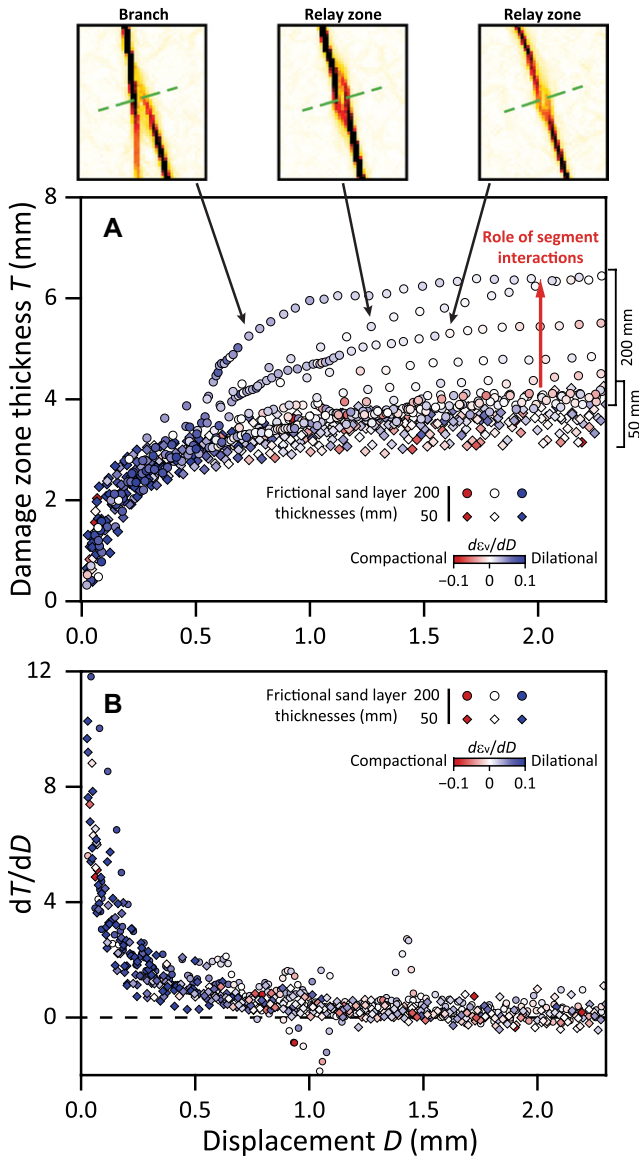 Branch
Relay zone
Relay zone
A
Role of segment
interactions
200 mm
50 mm
Damage zone thickness T (mm)
8
6
4
2
0
Frictional sand layer 200
thicknesses (mm) 50
dεv/dD
Compactional Dilational
−0.1 0 0.1
0.0 0.5 1.0 1.5 2.0
B
dT/dD
12
8
4
0
Frictional sand layer 200
thicknesses (mm) 50
dεv/dD
Compactional Dilational
−0.1 0 0.1
0.0 0.5 1.0 1.5 2.0
Displacement D (mm)